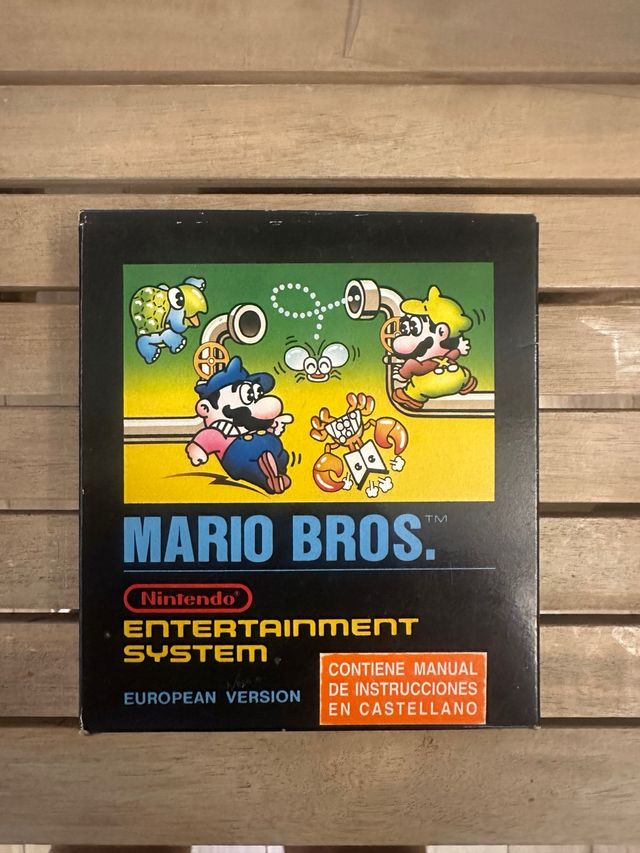 MARIO BROS.™
Nintendo®
ENTERTAINMENT
SYSTEM
EUROPEAN VERSION
CONTIENE MANUAL
DE INSTRUCCIONES
EN CASTELLANO